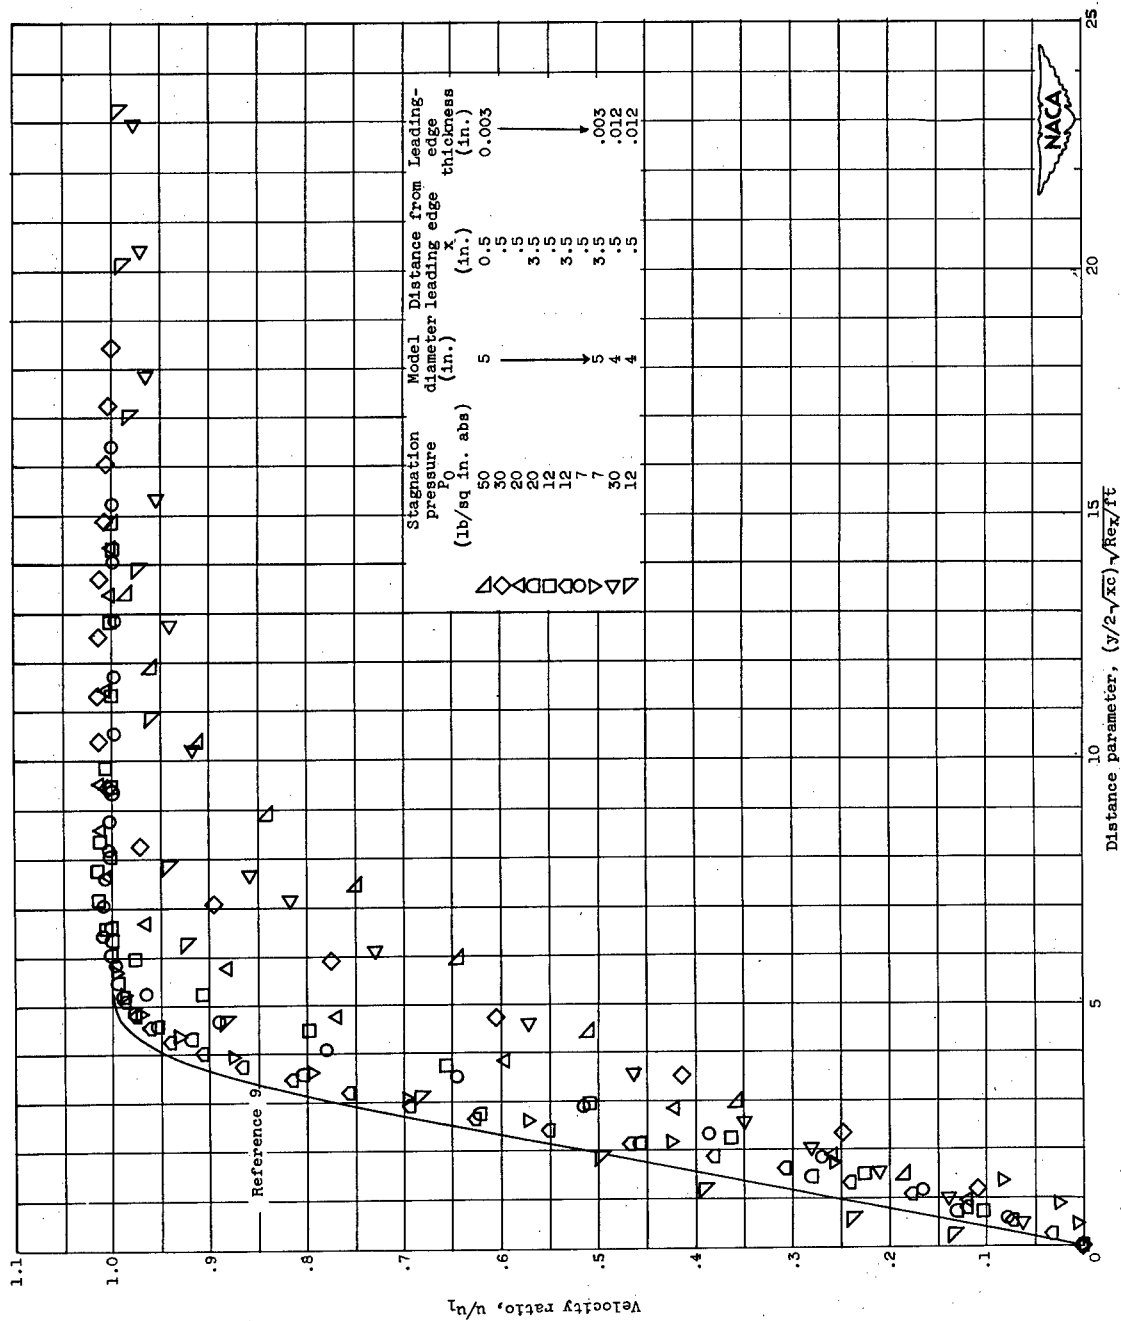 Velocity ratio, u/u₁
1.1
1.0
.9
.8
.7
.6
.5
.4
.3
.2
.1
0
5
10
15
20
25
Distance parameter, (y/2√xc)√Reₓ/ft
Reference 9
Stagnation pressure P₀ (lb/sq in. abs) Model diameter (in.) Distance from leading edge x (in.) Leading-edge thickness (in.)
50 5 0.5 0.003
30 .5
20 .5
20 3.5
12 .5
12 3.5
7 .5
7 5 3.5 .003
30 4 .5 .012
12 4 .5 .012
NACA